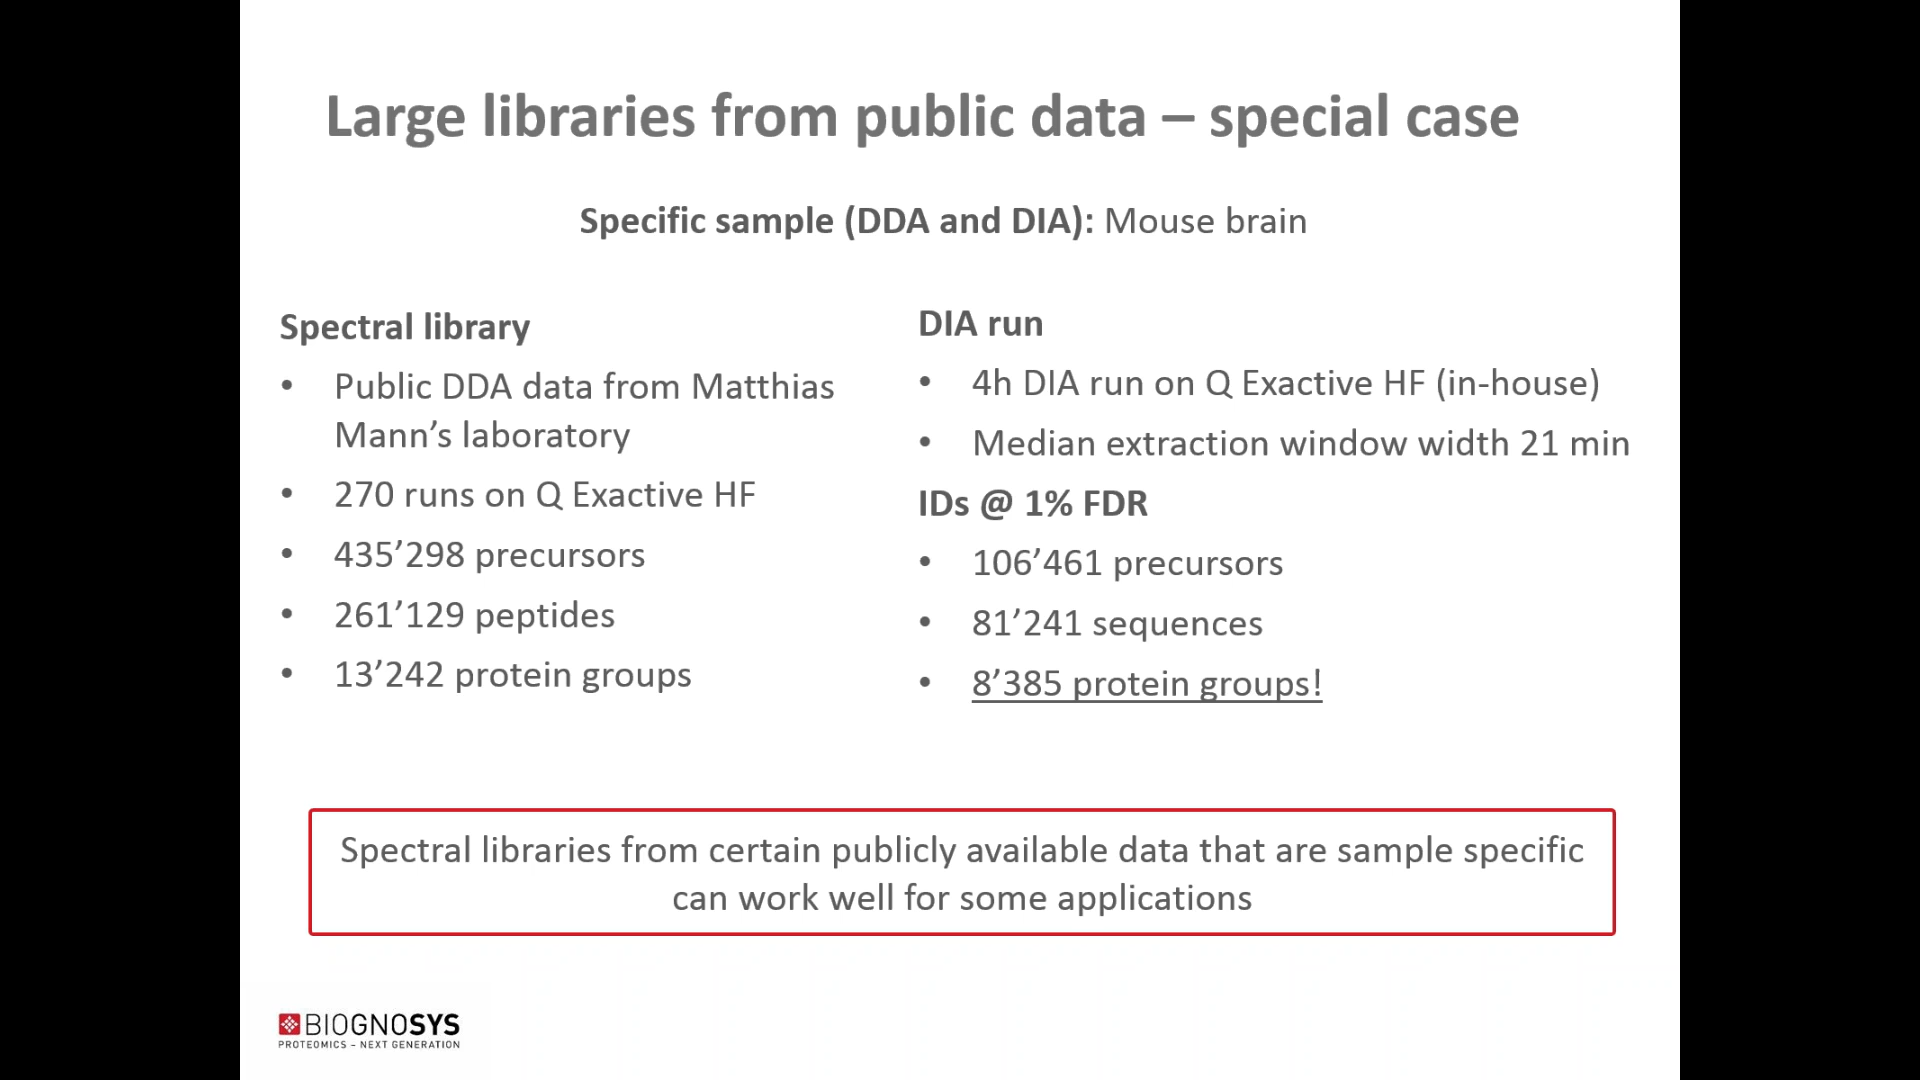 Large libraries from public data – special case
Specific sample (DDA and DIA): Mouse brain
Spectral library
• Public DDA data from Matthias
Mann’s laboratory
• 270 runs on Q Exactive HF
• 435’298 precursors
• 261’129 peptides
• 13’242 protein groups
DIA run
• 4h DIA run on Q Exactive HF (in-house)
• Median extraction window width 21 min
IDs @ 1% FDR
• 106’461 precursors
• 81’241 sequences
• 8’385 protein groups!
Spectral libraries from certain publicly available data that are sample specific
can work well for some applications
BIOGNOSYS
PROTEOMICS – NEXT GENERATION